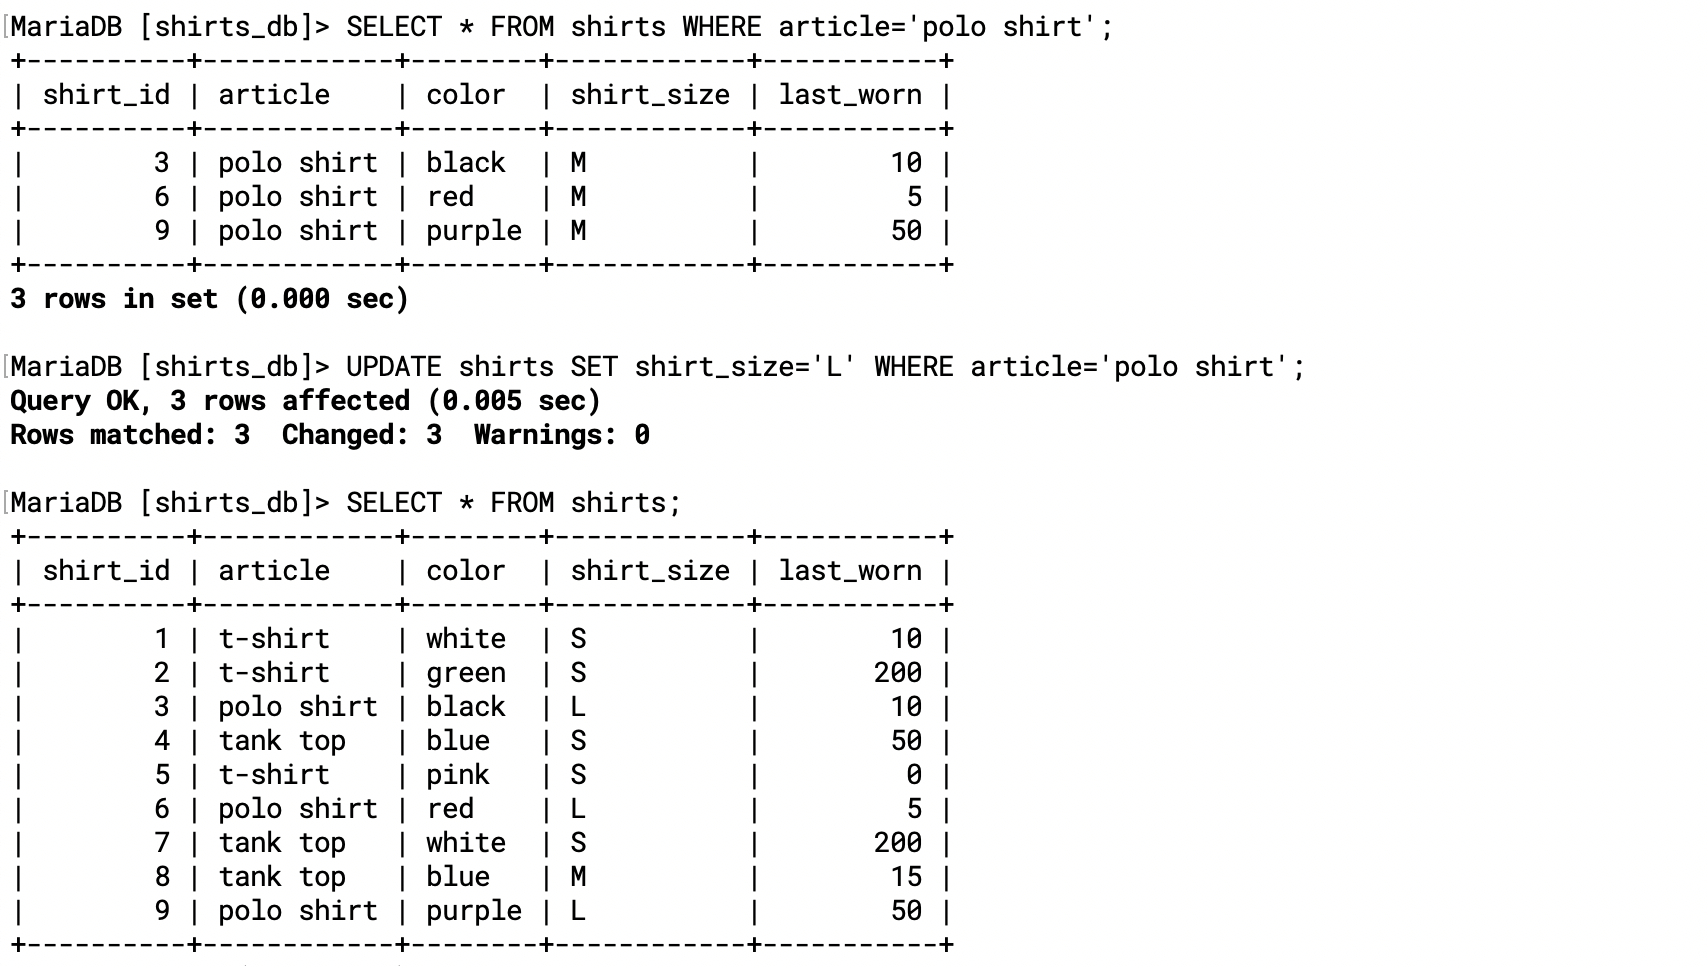 MariaDB [shirts_db]> SELECT * FROM shirts WHERE article='polo shirt';
+----------+------------+--------+------------+-----------+
| shirt_id | article    | color  | shirt_size | last_worn |
+----------+------------+--------+------------+-----------+
|        3 | polo shirt | black  | M          |        10 |
|        6 | polo shirt | red    | M          |         5 |
|        9 | polo shirt | purple | M          |        50 |
+----------+------------+--------+------------+-----------+
3 rows in set (0.000 sec)
MariaDB [shirts_db]> UPDATE shirts SET shirt_size='L' WHERE article='polo shirt';
Query OK, 3 rows affected (0.005 sec)
Rows matched: 3  Changed: 3  Warnings: 0
MariaDB [shirts_db]> SELECT * FROM shirts;
+----------+------------+--------+------------+-----------+
| shirt_id | article    | color  | shirt_size | last_worn |
+----------+------------+--------+------------+-----------+
|        1 | t-shirt    | white  | S          |        10 |
|        2 | t-shirt    | green  | S          |       200 |
|        3 | polo shirt | black  | L          |        10 |
|        4 | tank top   | blue   | S          |        50 |
|        5 | t-shirt    | pink   | S          |         0 |
|        6 | polo shirt | red    | L          |         5 |
|        7 | tank top   | white  | S          |       200 |
|        8 | tank top   | blue   | M          |        15 |
|        9 | polo shirt | purple | L          |        50 |
+----------+------------+--------+------------+-----------+